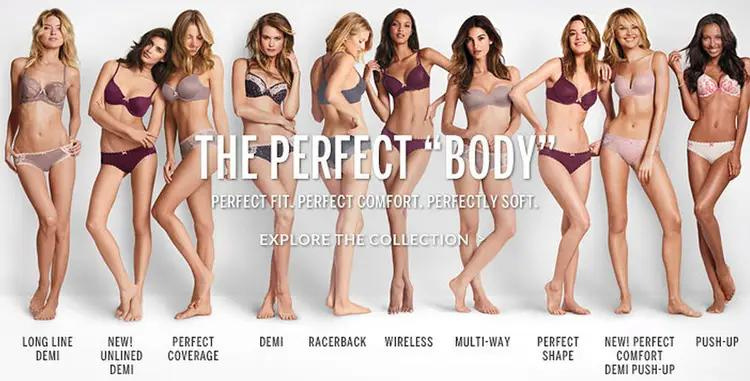 THE PERFECT “BODY”
PERFECT FIT. PERFECT COMFORT. PERFECTLY SOFT.
EXPLORE THE COLLECTION
LONG LINE
DEMI
NEW!
UNLINED
DEMI
PERFECT
COVERAGE
DEMI
RACERBACK
WIRELESS
MULTI-WAY
PERFECT
SHAPE
NEW! PERFECT
COMFORT
DEMI PUSH-UP
PUSH-UP